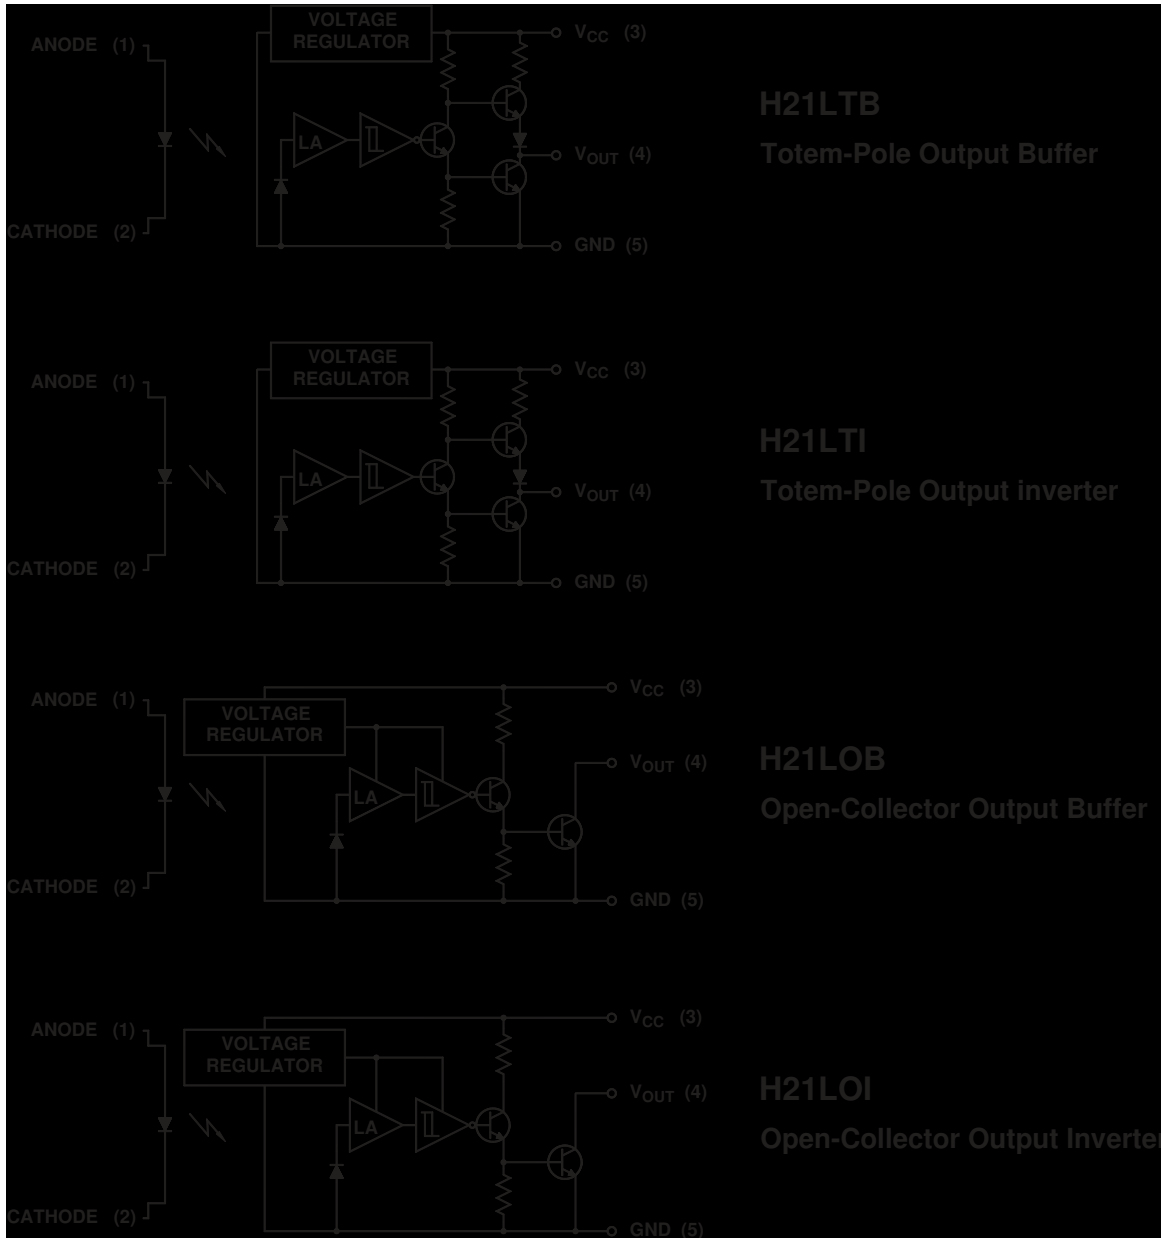 VOLTAGE
REGULATOR
VCC (3)
ANODE (1)
H21LTB
LA
VOUT (4)
Totem-Pole Output Buffer
CATHODE (2)
GND (5)
VOLTAGE
REGULATOR
VCC (3)
ANODE (1)
H21LTI
LA
VOUT (4)
Totem-Pole Output inverter
CATHODE (2)
GND (5)
VCC (3)
ANODE (1)
VOLTAGE
REGULATOR
VOUT (4)
H21LOB
LA
Open-Collector Output Buffer
CATHODE (2)
GND (5)
VCC (3)
ANODE (1)
VOLTAGE
REGULATOR
VOUT (4)
H21LOI
LA
Open-Collector Output Inverter
CATHODE (2)
GND (5)